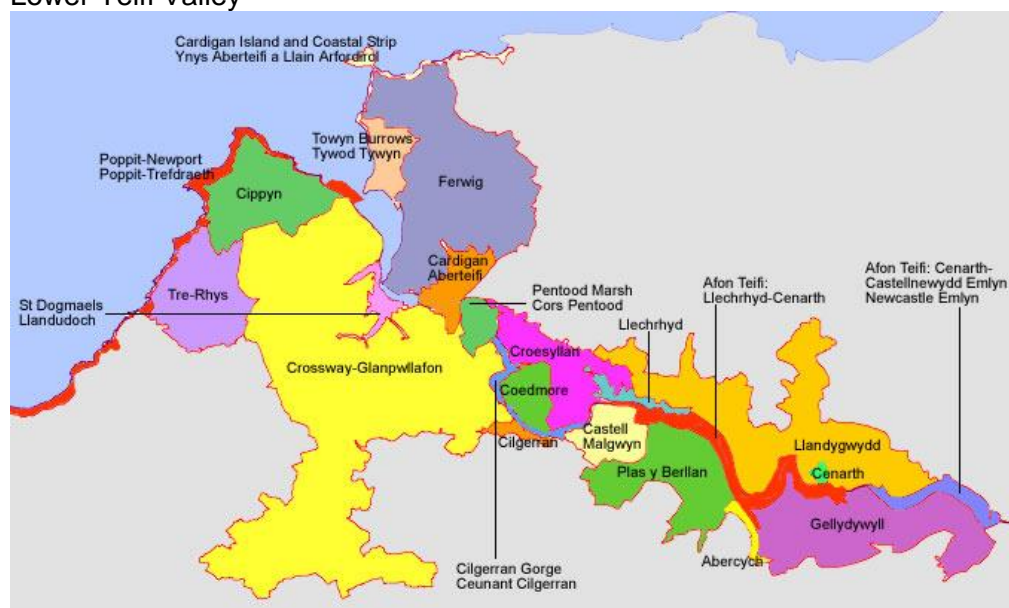 Lower Teifi Valley
Cardigan Island and Coastal Strip
Ynys Aberteifi a Llain Arfordirol
Towyn Burrows
Tywod Tywyn
Poppit-Newport
Poppit-Trefdraeth
Cippyn
Ferwig
Cardigan
Aberteifi
Tre-Rhys
St Dogmaels
Llandudoch
Pentood Marsh
Cors Pentood
Afon Teifi:
Llechrhyd-Cenarth
Afon Teifi: Cenarth-
Castellnewydd Emlyn
Newcastle Emlyn
Llechrhyd
Croesyllan
Crossway-Glanpwllafon
Coedmore
Castell
Malgwyn
Cilgerran
Llandygwydd
Cenarth
Plas y Berllan
Gellydywyll
Abercych
Cilgerran Gorge
Ceunant Cilgerran